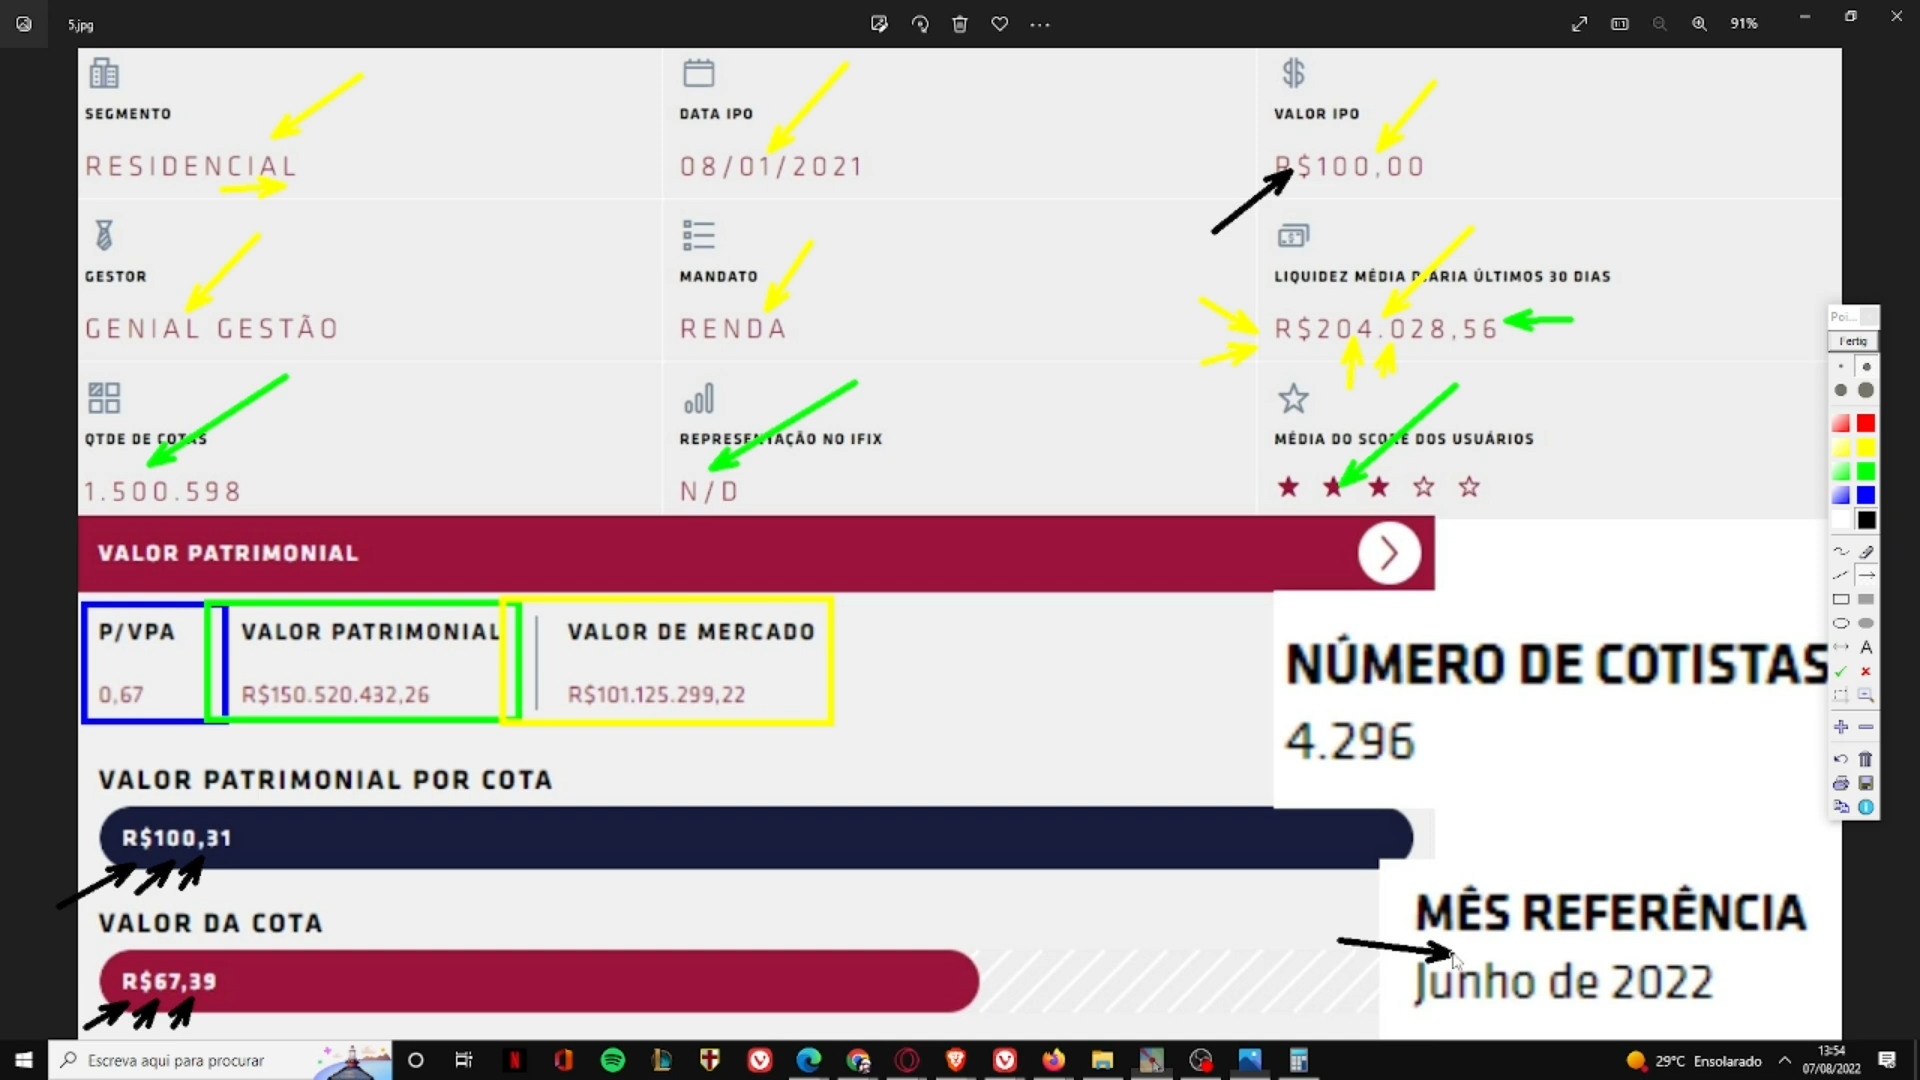 5.jpg
91%
SEGMENTO
RESIDENCIAL
DATA IPO
08/01/2021
VALOR IPO
R$100,00
GESTOR
GENIAL GESTÃO
MANDATO
RENDA
LIQUIDEZ MÉDIA DIÁRIA ÚLTIMOS 30 DIAS
R$204.028,56
QTDE DE COTAS
1.500.598
REPRESENTAÇÃO NO IFIX
N/D
MÉDIA DO SCORE DOS USUÁRIOS
VALOR PATRIMONIAL
P/VPA
0,67
VALOR PATRIMONIAL
R$150.520.432,26
VALOR DE MERCADO
R$101.125.299,22
NÚMERO DE COTISTAS
4.296
VALOR PATRIMONIAL POR COTA
R$100,31
VALOR DA COTA
R$67,39
MÊS REFERÊNCIA
Junho de 2022
Poi...
Fertig
A
Escreva aqui para procurar
29°C Ensolarado
13:54
07/08/2022